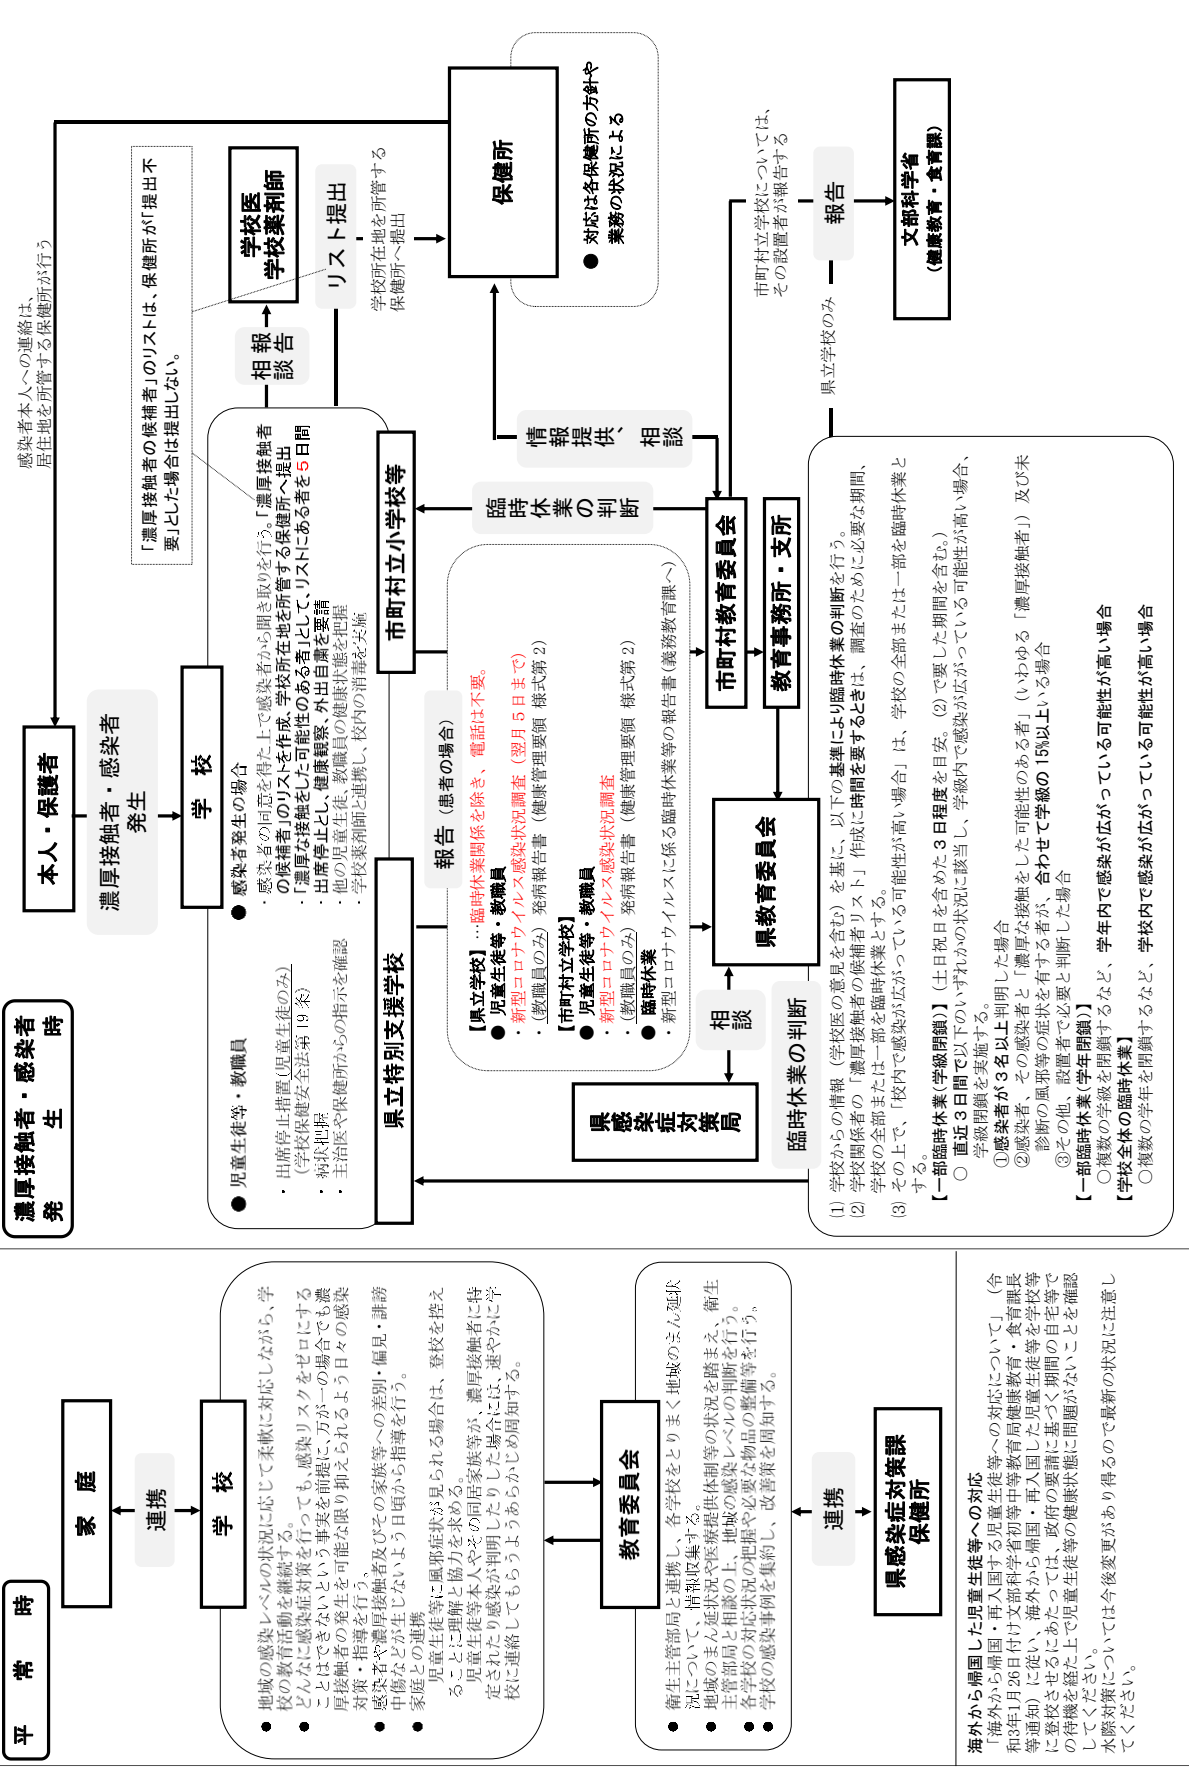 平　常　時
家　庭
連携
学　校
● 地域の感染レベルの状況に応じて柔軟に対応しながら、学
校の教育活動を継続する。
● どんなに感染症対策を行っても、感染リスクをゼロにする
ことはできないという事実を前提に、万が一の場合でも濃
厚接触者の発生を可能な限り抑えられるよう日々の感染
対策・指導を行う。
● 感染者や濃厚接触者及びその家族等への差別・偏見・誹謗
中傷などが生じないよう日頃から指導を行う。
● 家庭との連携
児童生徒等に風邪症状が見られる場合は、登校を控え
ることに理解と協力を求める。
児童生徒等本人やその同居家族等が、濃厚接触者に特
定されたり感染が判明したりした場合には、速やかに学
校に連絡してもらうようあらかじめ周知する。
教育委員会
● 衛生主管部局と連携し、各学校をとりまく地域のまん延状
況について、情報収集する。
● 地域のまん延状況や医療提供体制等の状況を踏まえ、衛生
主管部局と相談の上、地域の感染レベルの判断を行う。
● 各学校の対応状況の把握や必要な物品の整備等を行う。
● 学校の感染事例を集約し、改善策を周知する。
連携
県感染症対策課
保健所
海外から帰国した児童生徒等への対応
「海外から帰国・再入国する児童生徒等への対応について」（令
和3年1月26日付け文部科学省初等中等教育局健康教育・食育課長
等通知）に従い、海外から帰国・再入国した児童生徒等を学校等
に登校させるにあたっては、政府の要請に基づく期間の自宅等で
の待機を経た上で児童生徒等の健康状態に問題がないことを確認
してください。
水際対策については今後変更があり得るので最新の状況に注意し
てください。
濃厚接触者・感染者
発　生　時
本人・保護者
濃厚接触者・感染者
発生
感染者本人への連絡は、
居住地を所管する保健所が行う
学　校
● 児童生徒等・教職員
・ 出席停止措置(児童生徒のみ)
（学校保健安全法第19条）
・ 病状把握
・ 主治医や保健所からの指示を確認
● 感染者発生の場合
・感染者の同意を得た上で感染者から聞き取りを行う。「濃厚接触者
の候補者」のリストを作成、学校所在地を所管する保健所へ提出
・「濃厚な接触をした可能性のある者」として、リストにある者を５日間
出席停止とし、健康観察、外出自粛を要請
・他の児童生徒、教職員の健康状態を把握
・学校薬剤師と連携し、校内の消毒を実施
「濃厚接触者の候補者」のリストは、保健所が「提出不
要」とした場合は提出しない。
相談
報告
学校医
学校薬剤師
リスト提出
学校所在地を所管する
保健所へ提出
保健所
● 対応は各保健所の方針や
業務の状況による
県立特別支援学校
市町村立小学校等
報告（患者の場合）
【県立学校】…臨時休業関係を除き、電話は不要。
● 児童生徒等・教職員
・新型コロナウイルス感染状況調査（翌月５日まで）
・（教職員のみ）発病報告書（健康管理要領 様式第２）
【市町村立学校】
● 児童生徒等・教職員
・新型コロナウイルス感染状況調査
・（教職員のみ）発病報告書（健康管理要領 様式第２）
● 臨時休業
・新型コロナウイルスに係る臨時休業等の報告書（義務教育課へ）
臨時休業の判断
情報提供、相談
市町村教育委員会
教育事務所・支所
市町村立学校については、
その設置者が報告する
県感染症対策局
相談
県教育委員会
臨時休業の判断
県立学校のみ
報告
文部科学省
（健康教育・食育課）
(1) 学校からの情報（学校医の意見を含む）を基に、以下の基準により臨時休業の判断を行う。
(2) 学校関係者の「濃厚接触者の候補者リスト」作成に時間を要するときは、調査のために必要な期間、
学校の全部または一部を臨時休業とする。
(3) その上で、「校内で感染が広がっている可能性が高い場合」は、学校の全部または一部を臨時休業と
する。
【一部臨時休業(学級閉鎖)】（土日祝日を含めた３日程度を目安。(2)で要した期間を含む。）
○ 直近３日間で以下のいずれかの状況に該当し、学級内で感染が広がっている可能性が高い場合、
学級閉鎖を実施する。
①感染者が３名以上判明した場合
②感染者、その感染者と「濃厚な接触をした可能性のある者」（いわゆる「濃厚接触者」）及び未
診断の風邪等の症状を有する者が、合わせて学級の15%以上いる場合
③その他、設置者で必要と判断した場合
【一部臨時休業(学年閉鎖)】
○複数の学級を閉鎖するなど、学年内で感染が広がっている可能性が高い場合
【学校全体の臨時休業】
○複数の学年を閉鎖するなど、学校内で感染が広がっている可能性が高い場合